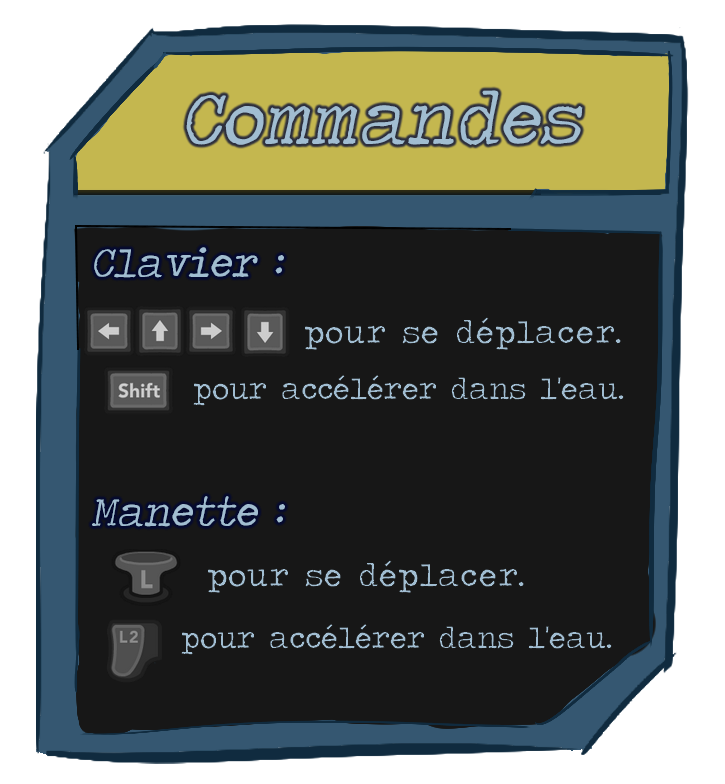 Commandes
Clavier :
← ↑ → ↓ pour se déplacer.
Shift pour accélérer dans l'eau.
Manette :
L pour se déplacer.
L2 pour accélérer dans l'eau.